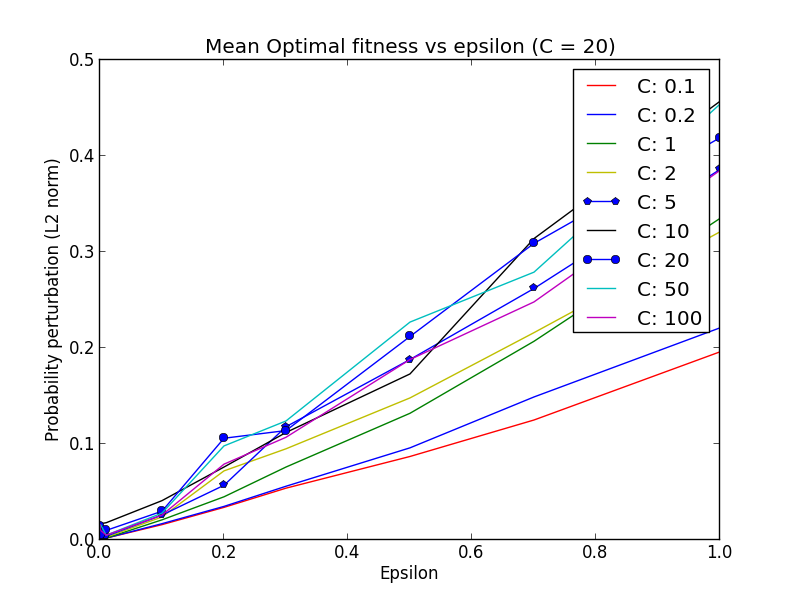 Mean Optimal fitness vs epsilon (C = 20)
Probability perturbation (L2 norm)
0.5
0.4
0.3
0.2
0.1
0.0
C: 0.1
C: 0.2
C: 1
C: 2
C: 5
C: 10
C: 20
C: 50
C: 100
0.0 0.2 0.4 0.6 0.8 1.0
Epsilon